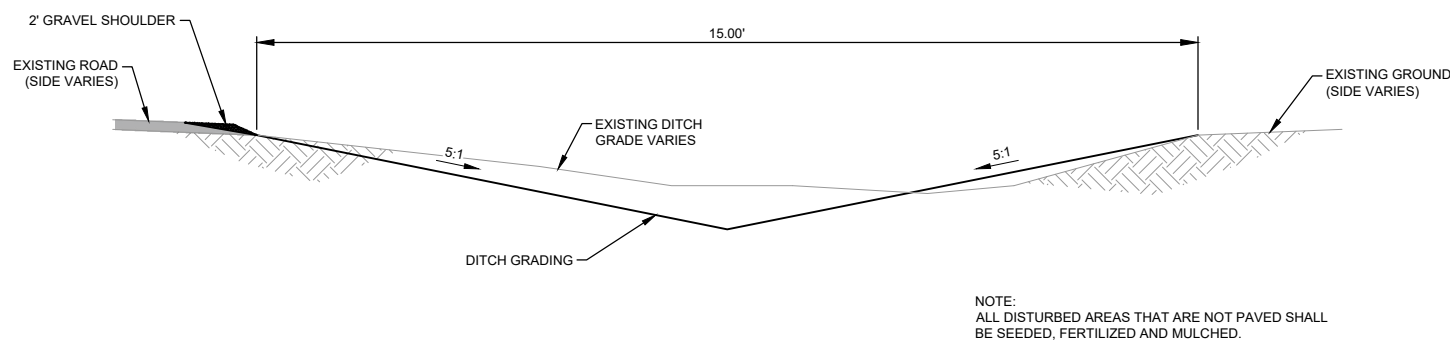 2' GRAVEL SHOULDER
15.00'
EXISTING ROAD
(SIDE VARIES)
EXISTING GROUND
(SIDE VARIES)
EXISTING DITCH
GRADE VARIES
5:1
5:1
DITCH GRADING
NOTE:
ALL DISTURBED AREAS THAT ARE NOT PAVED SHALL
BE SEEDED, FERTILIZED AND MULCHED.